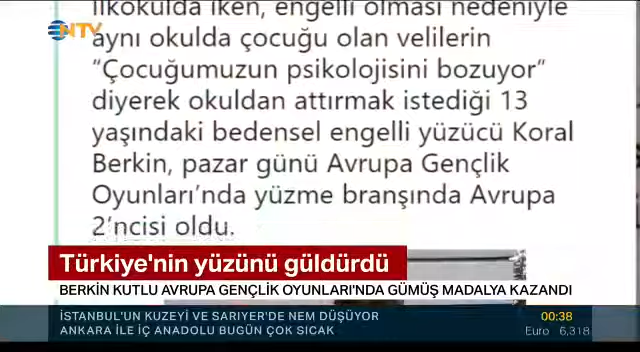 NTV
İlkokulda iken, engelli olması nedeniyle
aynı okulda çocuğu olan velilerin
“Çocuğumuzun psikolojisini bozuyor”
diyerek okuldan attırmak istediği 13
yaşındaki bedensel engelli yüzücü Koral
Berkin, pazar günü Avrupa Gençlik
Oyunları’nda yüzme branşında Avrupa
2’ncisi oldu.
Türkiye'nin yüzünü güldürdü
BERKİN KUTLU AVRUPA GENÇLİK OYUNLARI'NDA GÜMÜŞ MADALYA KAZANDI
İSTANBUL'UN KUZEYİ VE SARIYER'DE NEM DÜŞÜYOR
ANKARA İLE İÇ ANADOLU BUGÜN ÇOK SICAK
00:38
Euro 6,318